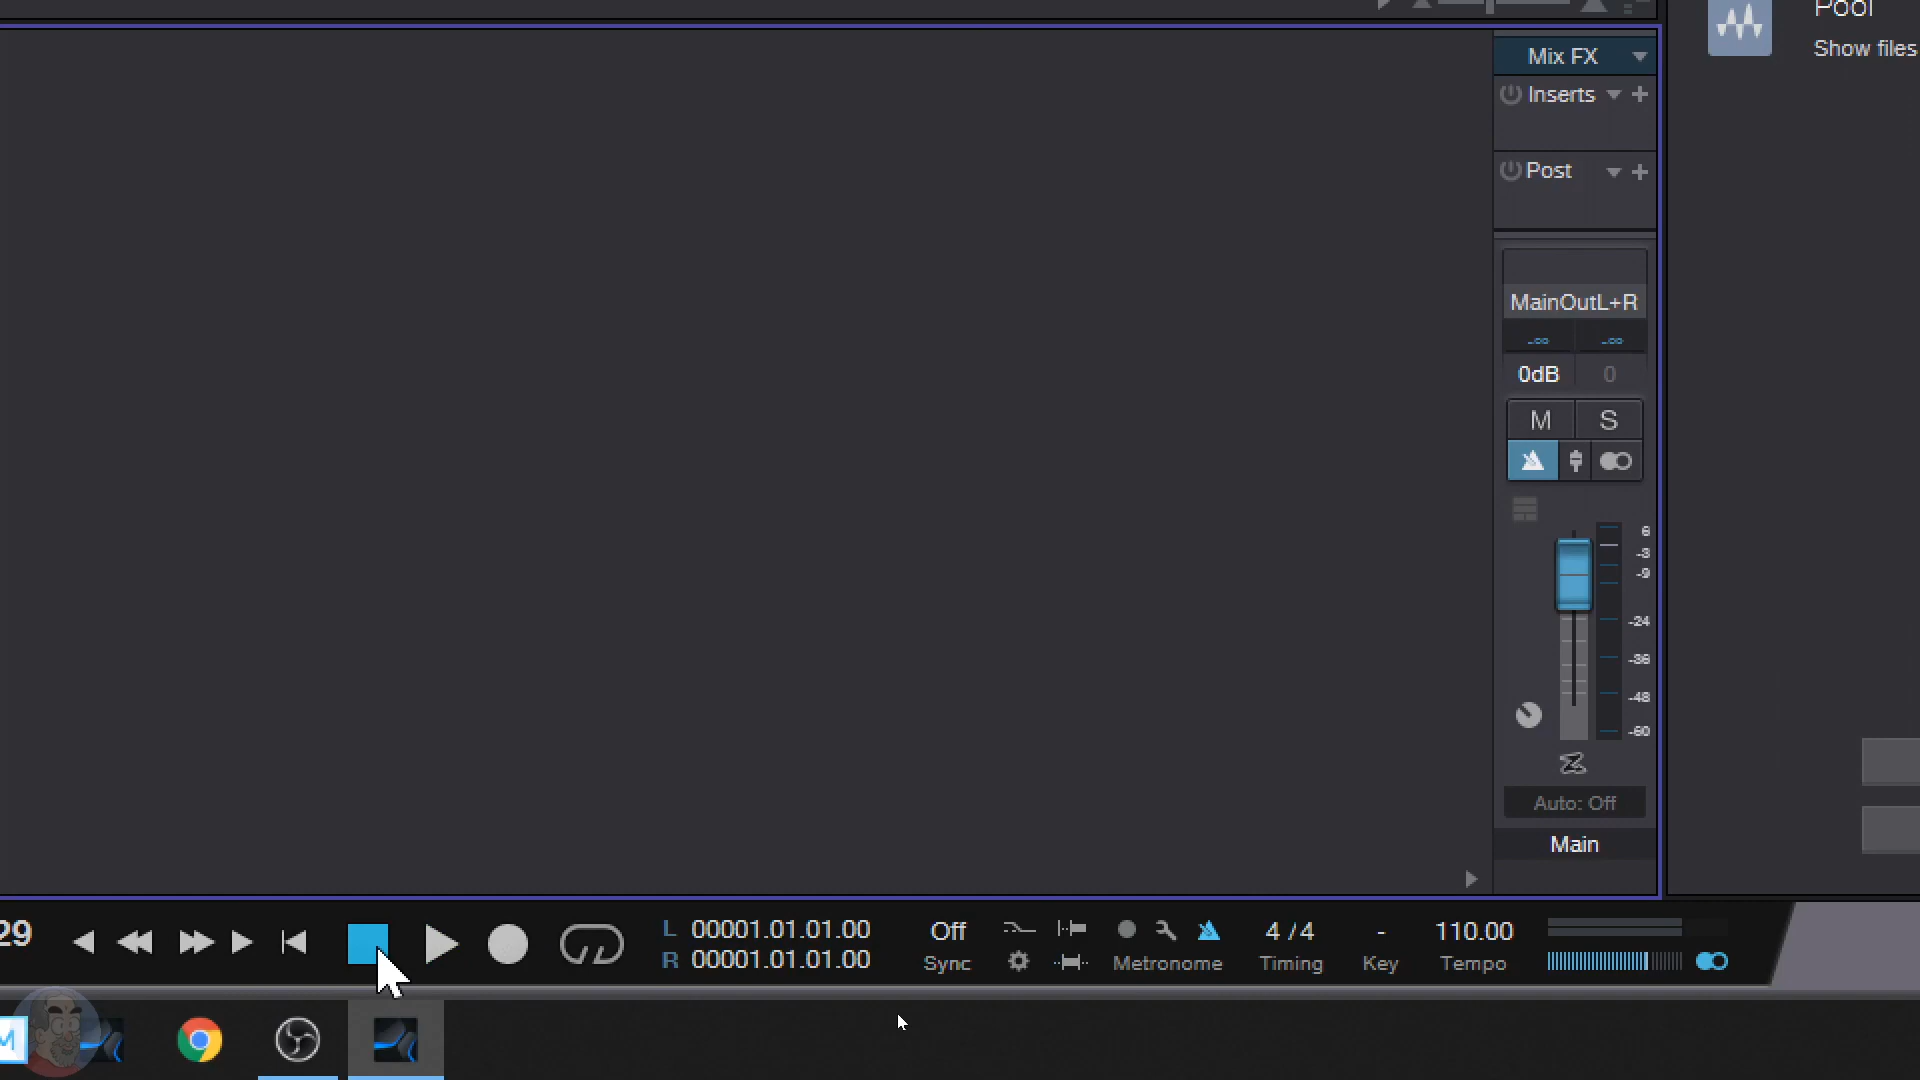 Pool
Show files
Mix FX
Inserts
Post
MainOutL+R
-∞ -∞
0dB 0
M S
6
-3
-9
-24
-36
-48
-60
Auto: Off
Main
29
L 00001.01.01.00
R 00001.01.01.00
Off
Sync
Metronome
4 / 4
Timing
-
Key
110.00
Tempo
M